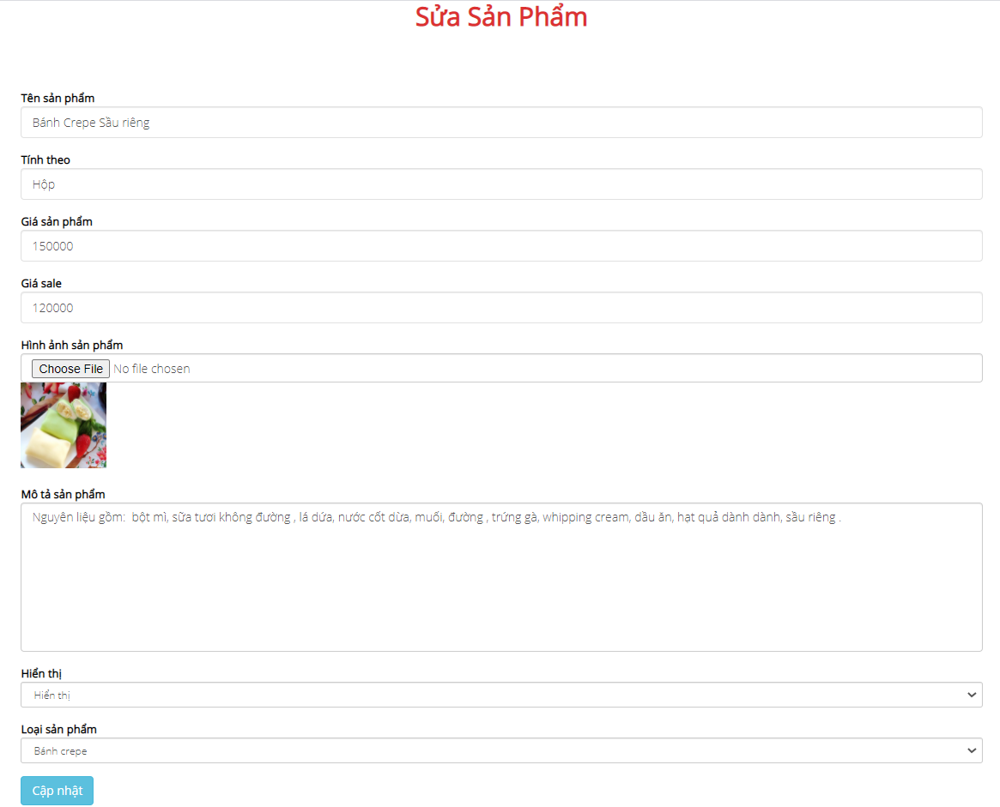 Sửa Sản Phẩm
Tên sản phẩm
Bánh Crepe Sầu riêng
Tính theo
Hộp
Giá sản phẩm
150000
Giá sale
120000
Hình ảnh sản phẩm
Choose File No file chosen
Mô tả sản phẩm
Nguyên liệu gồm:  bột mì, sữa tươi không đường , lá dứa, nước cốt dừa, muối, đường , trứng gà, whipping cream, dầu ăn, hạt quả dành dành, sầu riêng .
Hiển thị
Hiển thị
Loại sản phẩm
Bánh crepe
Cập nhật